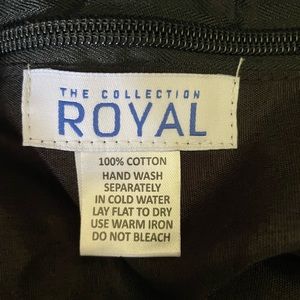 THE COLLECTION
ROYAL
100% COTTON
HAND WASH
SEPARATELY
IN COLD WATER
LAY FLAT TO DRY
USE WARM IRON
DO NOT BLEACH